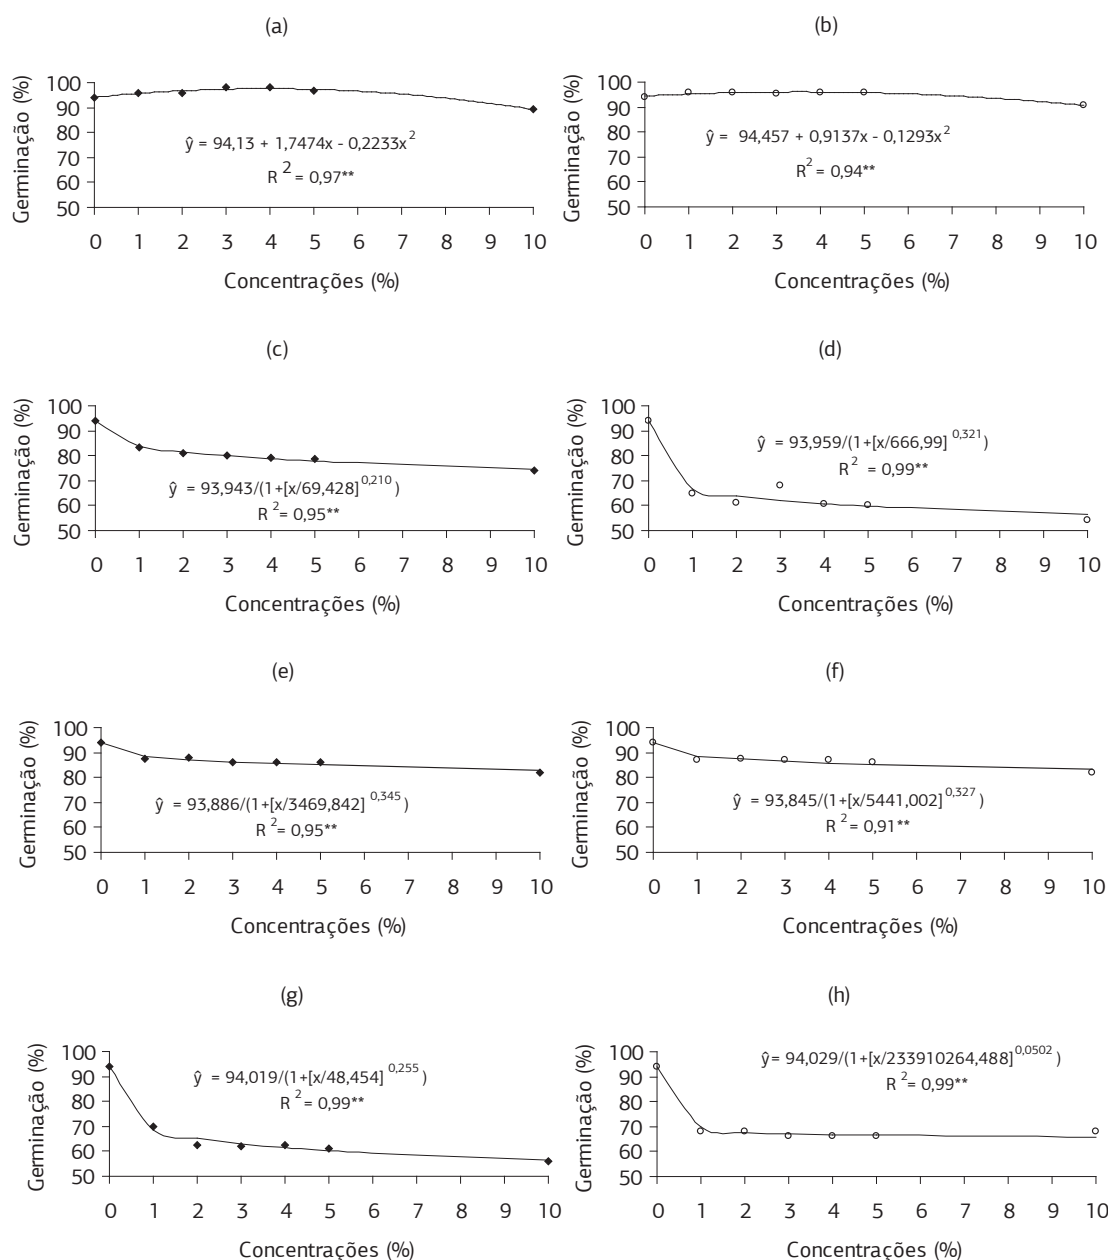 (a)
Germinação (%)
100
90
80
70
60
50
ŷ = 94,13 + 1,7474x - 0,2233x²
R² = 0,97**
0 1 2 3 4 5 6 7 8 9 10
Concentrações (%)
(b)
Germinação (%)
100
90
80
70
60
50
ŷ = 94,457 + 0,9137x - 0,1293x²
R² = 0,94**
0 1 2 3 4 5 6 7 8 9 10
Concentrações (%)
(c)
Germinação (%)
100
90
80
70
60
50
ŷ = 93,943/(1+[x/69,428]^0,210)
R² = 0,95**
0 1 2 3 4 5 6 7 8 9 10
Concentrações (%)
(d)
Germinação (%)
100
90
80
70
60
50
ŷ = 93,959/(1+[x/666,99]^0,321)
R² = 0,99**
0 1 2 3 4 5 6 7 8 9 10
Concentrações (%)
(e)
Germinação (%)
100
90
80
70
60
50
ŷ = 93,886/(1+[x/3469,842]^0,345)
R² = 0,95**
0 1 2 3 4 5 6 7 8 9 10
Concentrações (%)
(f)
Germinação (%)
100
90
80
70
60
50
ŷ = 93,845/(1+[x/5441,002]^0,327)
R² = 0,91**
0 1 2 3 4 5 6 7 8 9 10
Concentrações (%)
(g)
Germinação (%)
100
90
80
70
60
50
ŷ = 94,019/(1+[x/48,454]^0,255)
R² = 0,99**
0 1 2 3 4 5 6 7 8 9 10
Concentrações (%)
(h)
Germinação (%)
100
90
80
70
60
50
ŷ= 94,029/(1+[x/233910264,488]^0,0502)
R² = 0,99**
0 1 2 3 4 5 6 7 8 9 10
Concentrações (%)